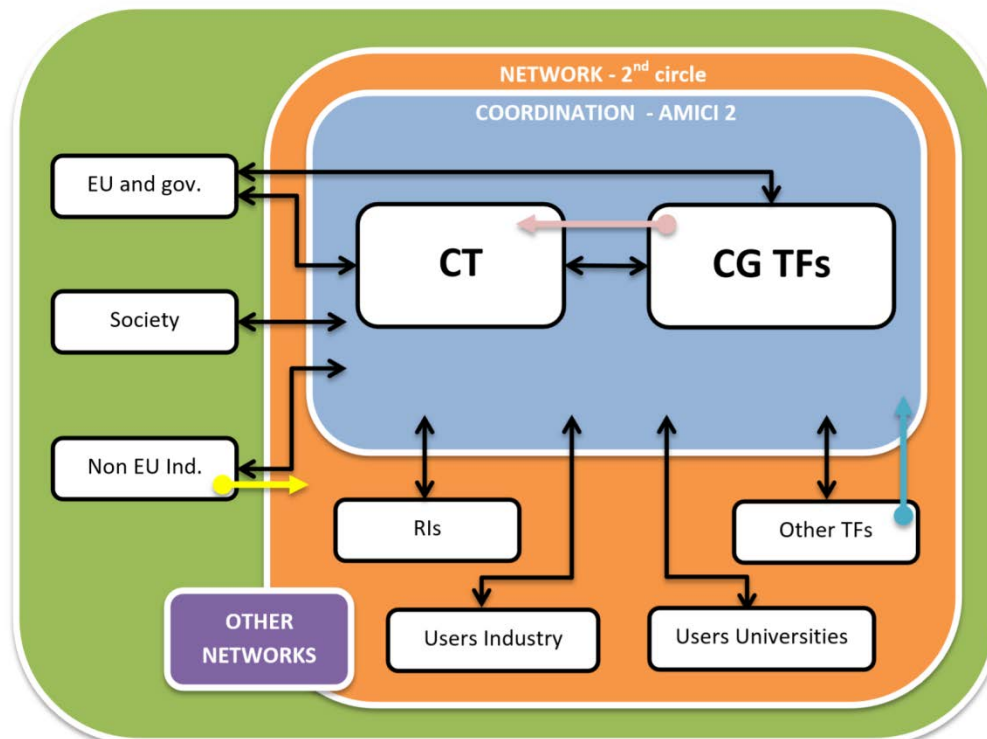 NETWORK - 2nd circle
COORDINATION - AMICI 2
EU and gov.
CT
CG TFs
Society
Non EU Ind.
RIs
Other TFs
OTHER
NETWORKS
Users Industry
Users Universities